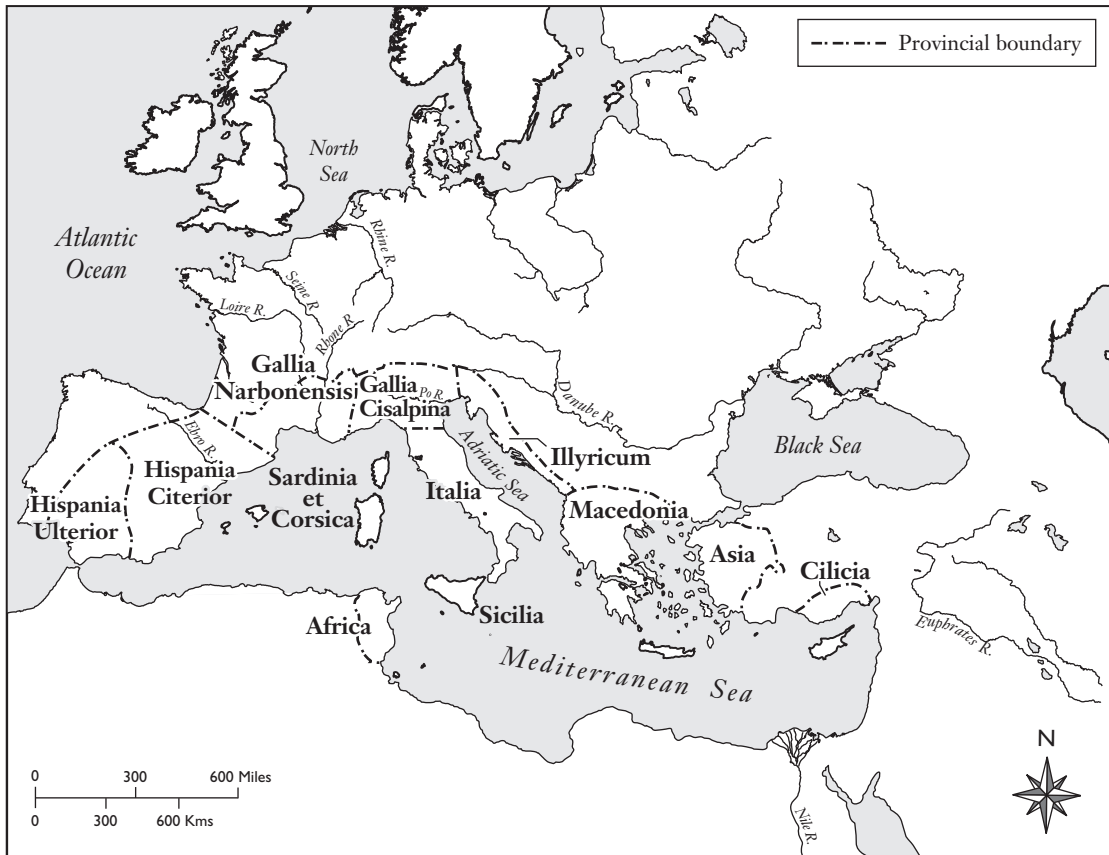 Provincial boundary
North
Sea
Atlantic
Ocean
Rhine R.
Seine R
Loire R.
Rhone R
Gallia
Narbonensis
Gallia
Po R.
Cisalpina
Danube R.
Black Sea
Ebro R.
Adriatic Sea
Illyricum
Hispania
Citerior
Sardinia
et
Corsica
Italia
Hispania
Ulterior
Macedonia
Asia
Cilicia
Africa
Sicilia
Euphrates R.
Mediterranean Sea
N
0 300 600 Miles
0 300 600 Kms
Nile R.